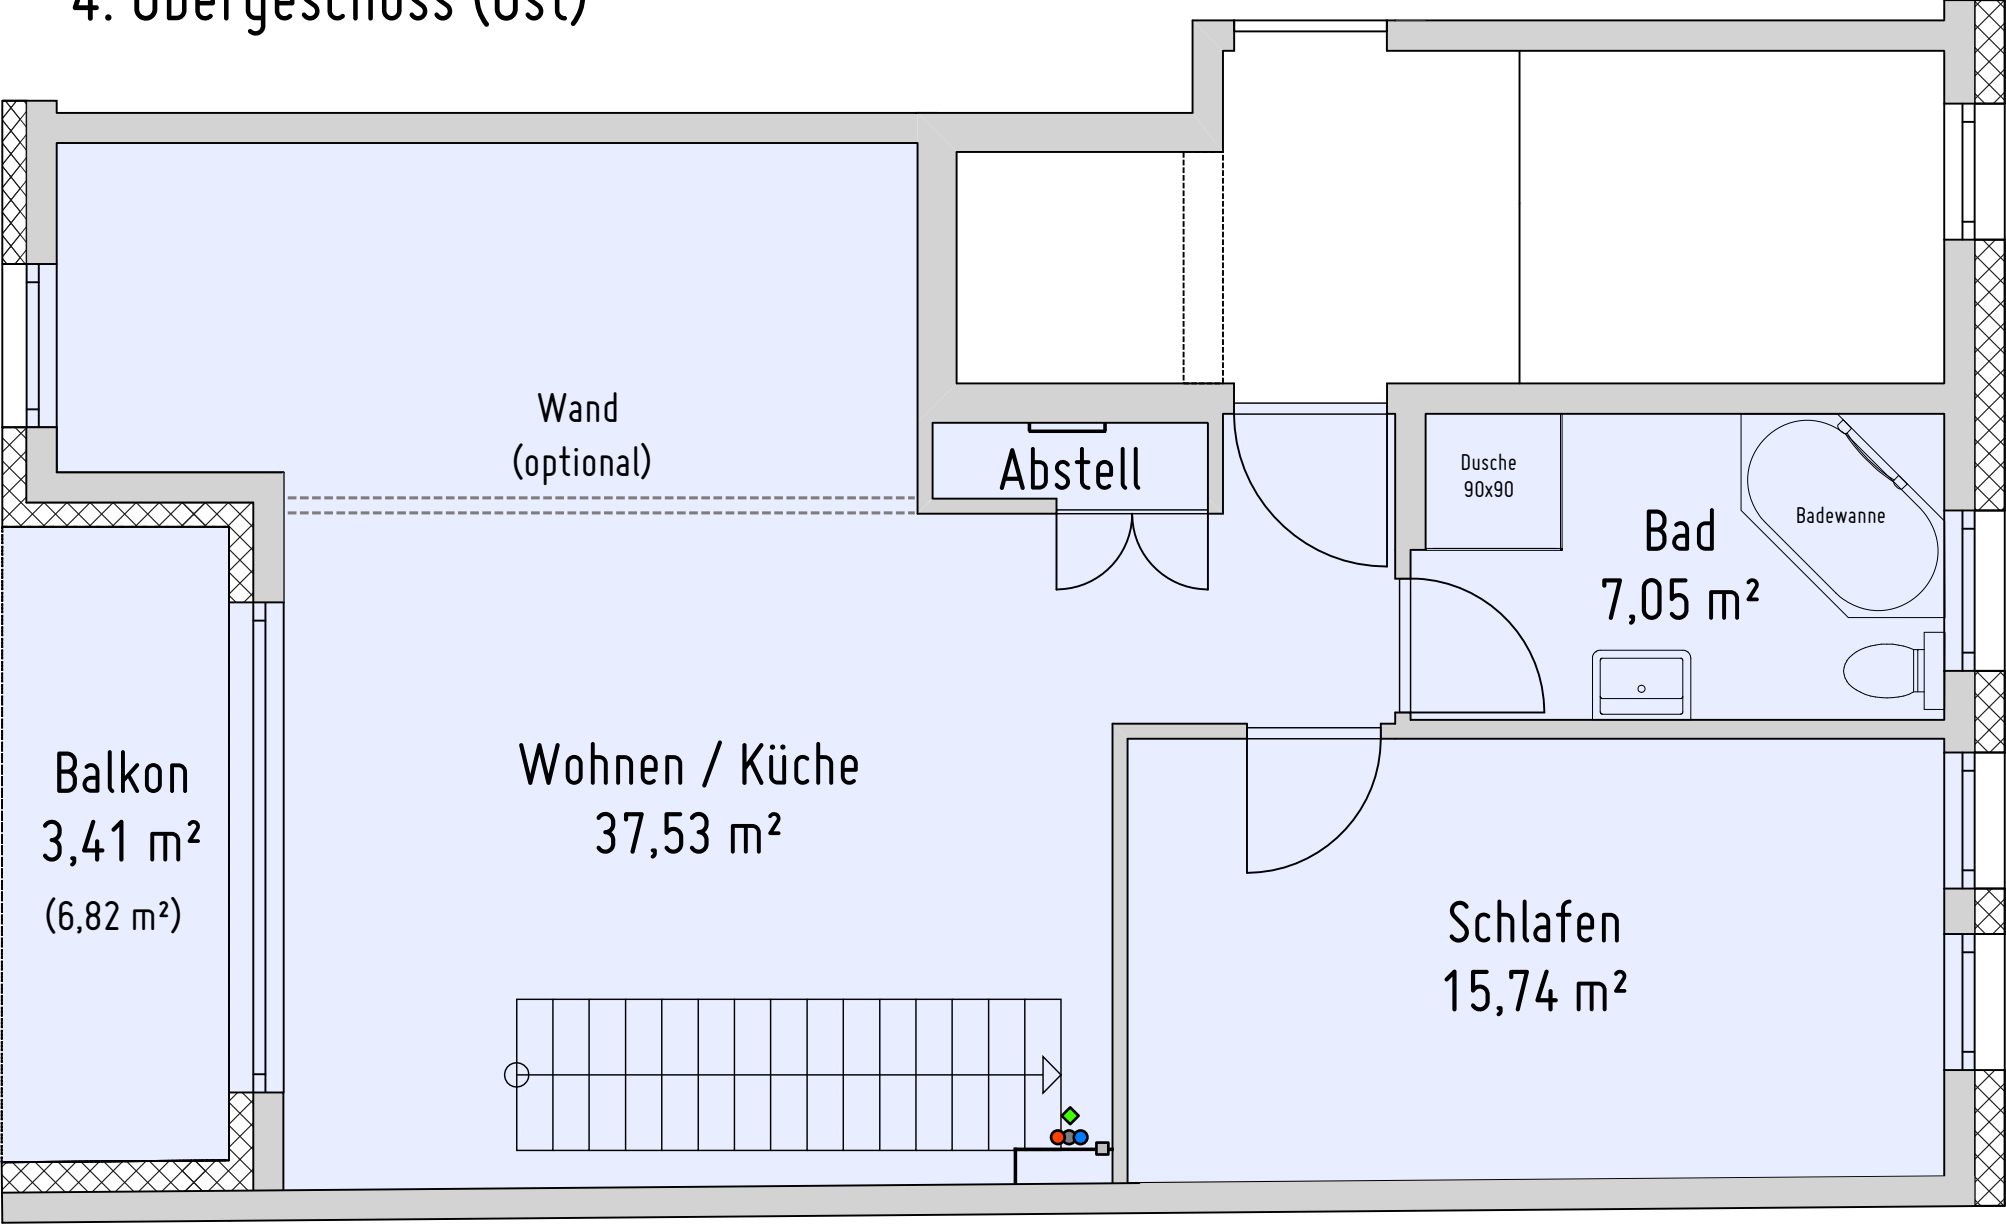 4. Obergeschoss (Ost)
Wand
(optional)
Abstell
Dusche
90x90
Badewanne
Bad
7,05 m²
Balkon
3,41 m²
(6,82 m²)
Wohnen / Küche
37,53 m²
Schlafen
15,74 m²